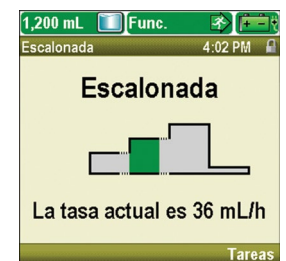 1,200 mL Func.
Escalonada 4:02 PM
Escalonada
La tasa actual es 36 mL/h
Tareas